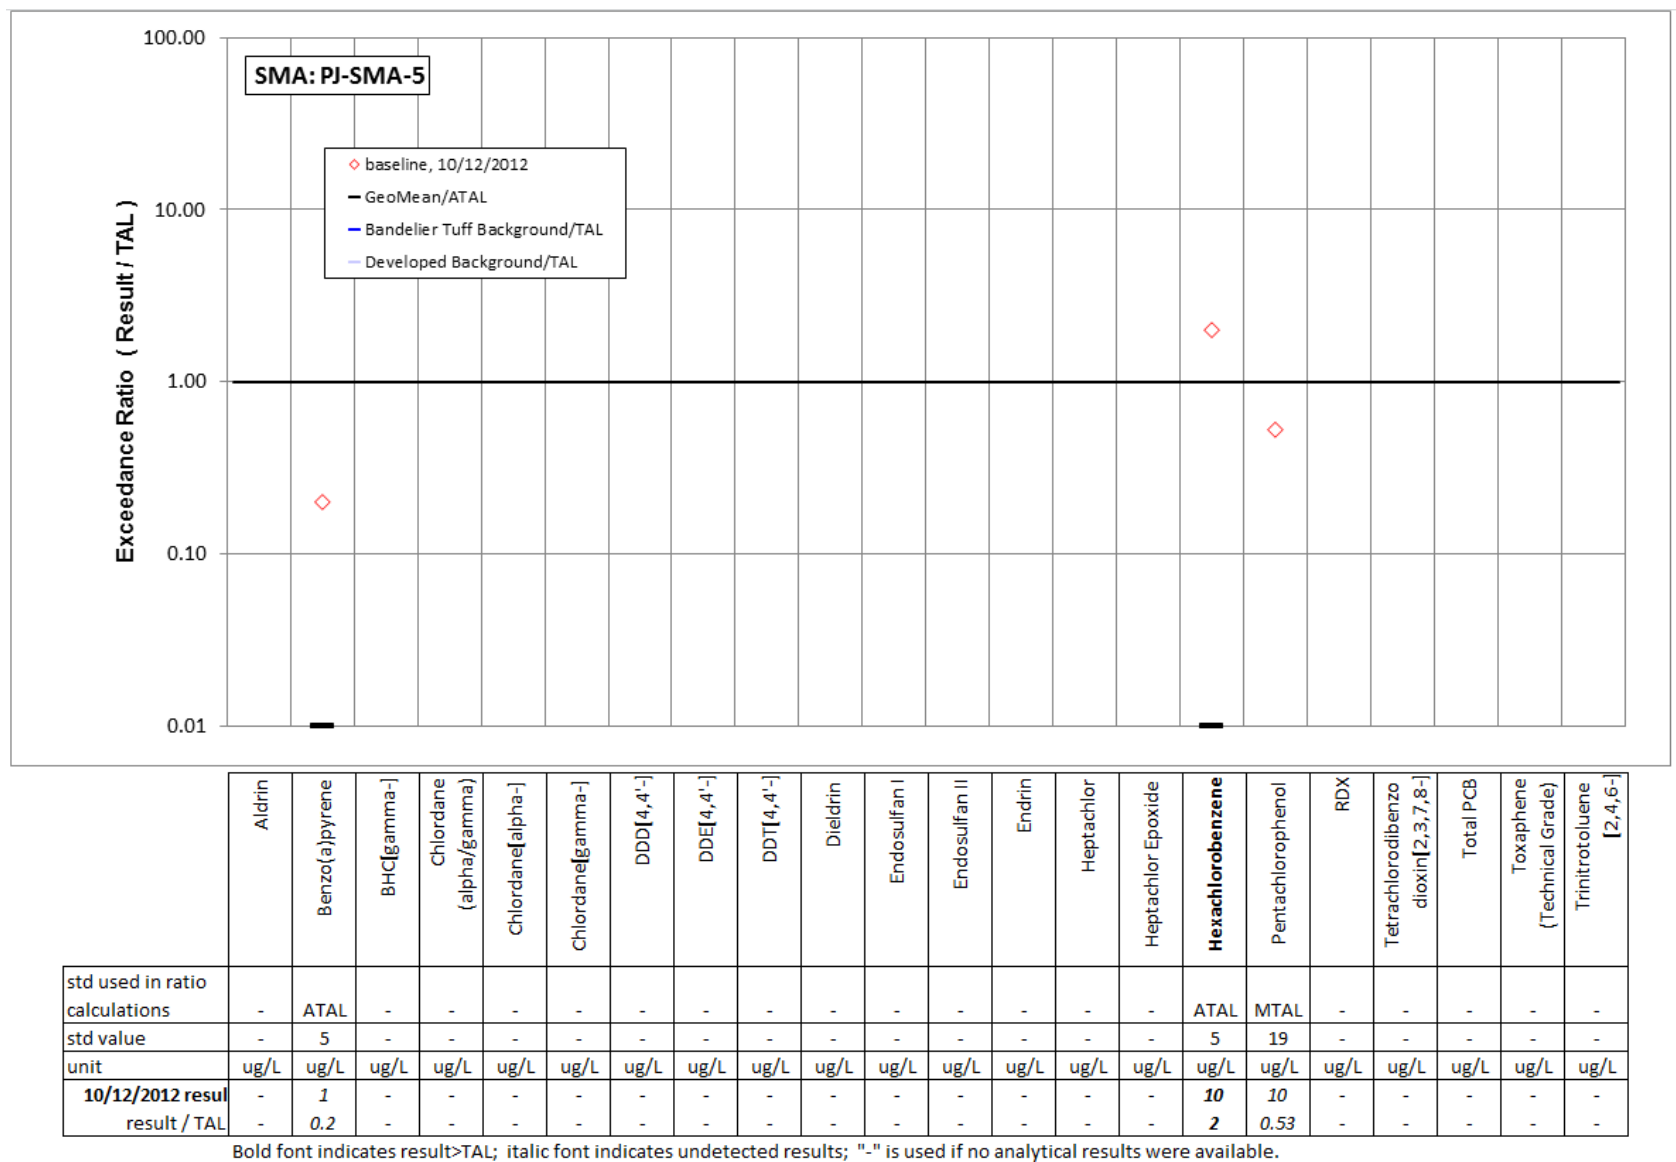 100.00
SMA: PJ-SMA-5
baseline, 10/12/2012
GeoMean/ATAL
Bandelier Tuff Background/TAL
Developed Background/TAL
10.00
1.00
0.10
0.01
Exceedance Ratio ( Result / TAL )
Aldrin
Benzo(a)pyrene
BHC[gamma-]
Chlordane
(alpha/gamma)
Chlordane[alpha-]
Chlordane[gamma-]
DDD[4,4'-]
DDE[4,4'-]
DDT[4,4'-]
Dieldrin
Endosulfan I
Endosulfan II
Endrin
Heptachlor
Heptachlor Epoxide
Hexachlorobenzene
Pentachlorophenol
RDX
Tetrachlorodibenzo
dioxin[2,3,7,8-]
Total PCB
Toxaphene
(Technical Grade)
Trinitrotoluene
[2,4,6-]
std used in ratio
calculations - ATAL - - - - - - - - - - - - - ATAL MTAL - - - - -
std value - 5 - - - - - - - - - - - - - 5 19 - - - - -
unit ug/L ug/L ug/L ug/L ug/L ug/L ug/L ug/L ug/L ug/L ug/L ug/L ug/L ug/L ug/L ug/L ug/L ug/L ug/L ug/L ug/L ug/L
10/12/2012 resul - 1 - - - - - - - - - - - - - 10 10 - - - - -
result / TAL - 0.2 - - - - - - - - - - - - - 2 0.53 - - - - -
Bold font indicates result>TAL; italic font indicates undetected results; "-" is used if no analytical results were available.